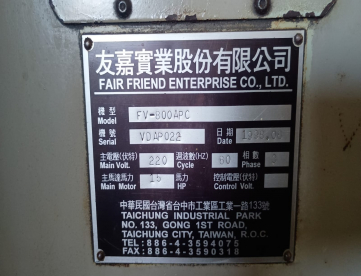 友嘉實業股份有限公司
FAIR FRIEND ENTERPRISE CO., LTD.
機型 Model FV-800APC
機號 Serial VDAP022 日期 Date
主電壓(伏特) Main Volt. 220 週波數(HZ) Cycle 60 相數 Phase
主馬達馬力 Main Motor 15 馬力 HP 控制電壓(伏特) Control Volt.
中華民國台灣省台中市工業區工業一路133號
TAICHUNG INDUSTRIAL PARK
NO. 133, GONG 1ST ROAD,
TAICHUNG CITY, TAIWAN, R.O.C.
TEL:886-4-3594075
FAX:886-4-3590318